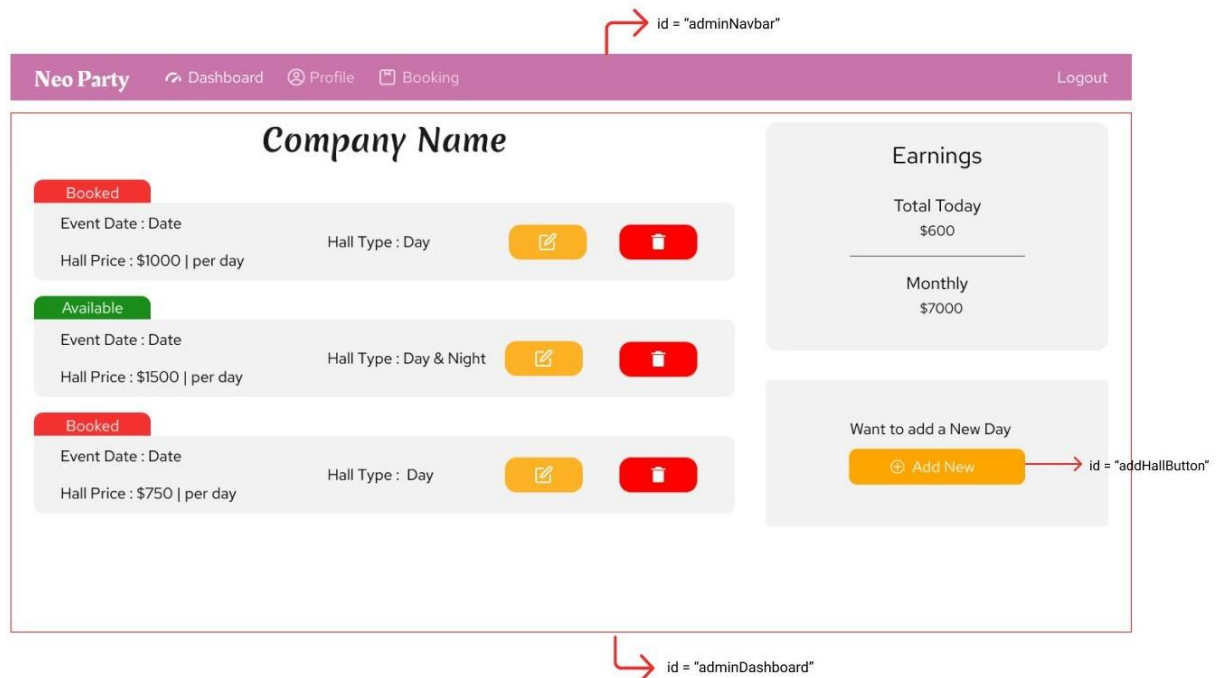 id = “adminNavbar”
Neo Party Dashboard Profile Booking Logout
Company Name
Booked
Event Date : Date
Hall Price : $1000 | per day
Hall Type : Day
Available
Event Date : Date
Hall Price : $1500 | per day
Hall Type : Day & Night
Booked
Event Date : Date
Hall Price : $750 | per day
Hall Type : Day
Earnings
Total Today
$600
Monthly
$7000
Want to add a New Day
Add New
id = “addHallButton”
id = “adminDashboard”